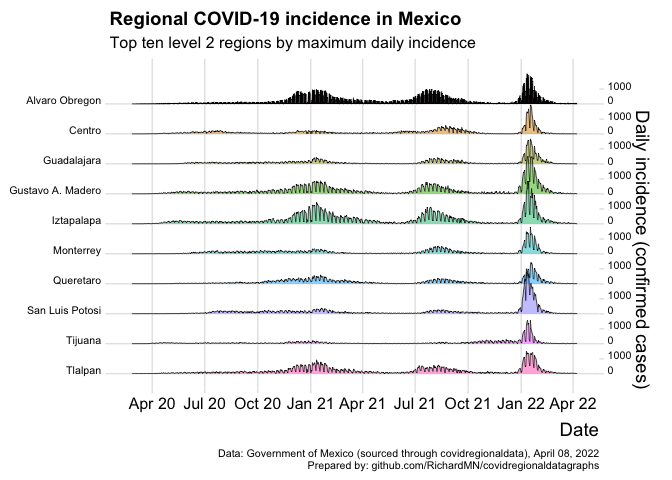 Regional COVID-19 incidence in Mexico
Top ten level 2 regions by maximum daily incidence
Alvaro Obregon
1000
0
Centro
1000
0
Guadalajara
1000
0
Gustavo A. Madero
1000
0
Iztapalapa
1000
0
Monterrey
1000
0
Queretaro
1000
0
San Luis Potosi
1000
0
Tijuana
1000
0
Tlalpan
1000
0
Daily incidence (confirmed cases)
Apr 20 Jul 20 Oct 20 Jan 21 Apr 21 Jul 21 Oct 21 Jan 22 Apr 22
Date
Data: Government of Mexico (sourced through covidregionaldata), April 08, 2022
Prepared by: github.com/RichardMN/covidregionaldatagraphs